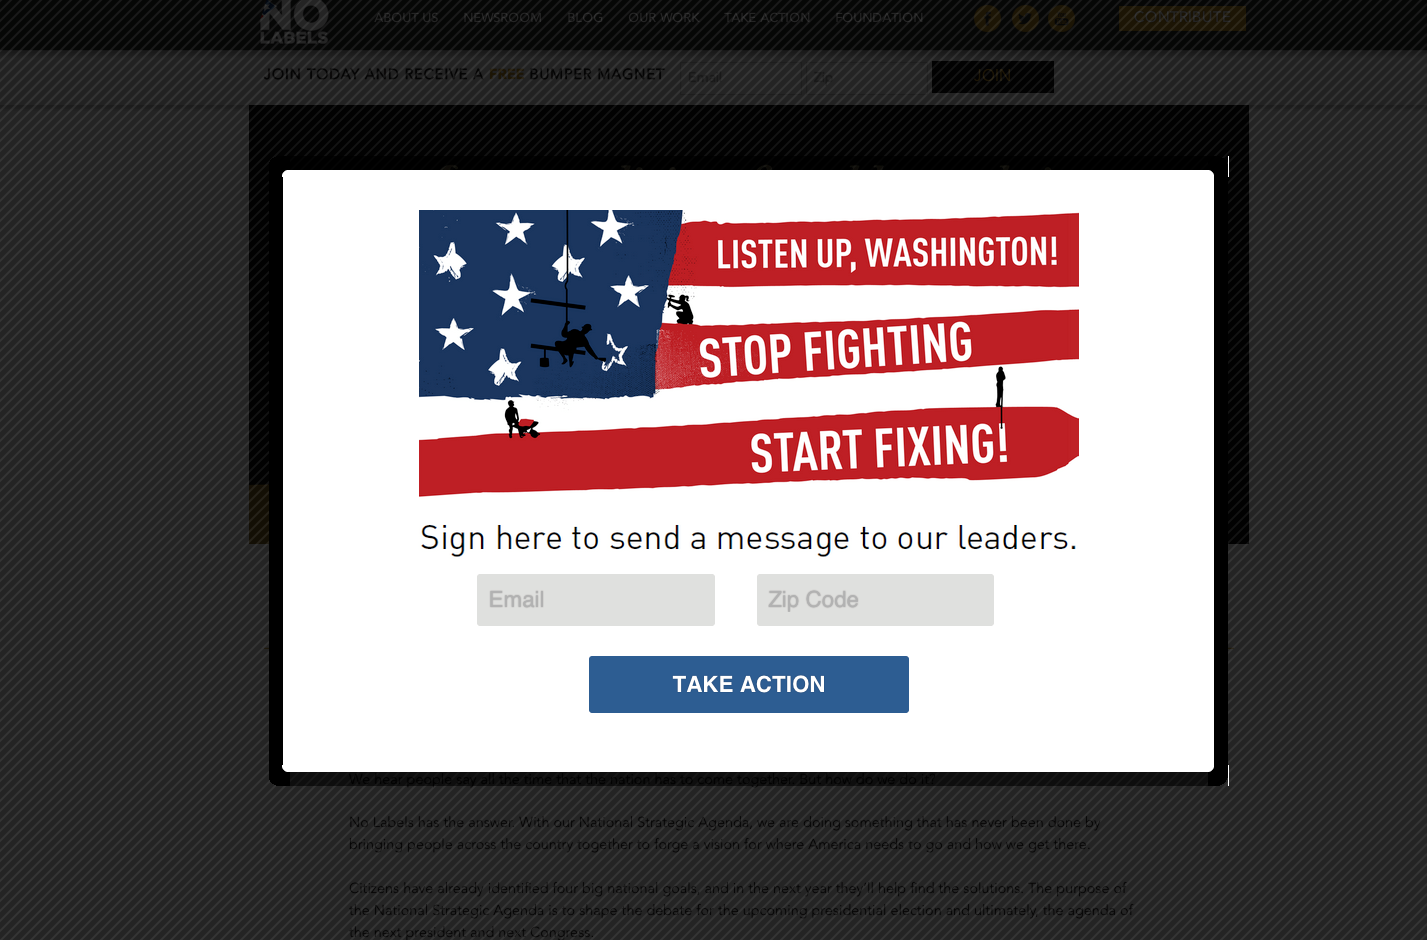 NO
LABELS
ABOUT US NEWSROOM BLOG OUR WORK TAKE ACTION FOUNDATION CONTRIBUTE
JOIN TODAY AND RECEIVE A FREE BUMPER MAGNET Email Zip JOIN
LISTEN UP, WASHINGTON!
STOP FIGHTING
START FIXING!
Sign here to send a message to our leaders.
Email Zip Code
TAKE ACTION
We hear people say all the time that the nation has to come together. But how do we do it?
No Labels has the answer. With our National Strategic Agenda, we are doing something that has never been done by
bringing people across the country together to forge a vision for where America needs to go and how we get there.
Citizens have already identified four big national goals, and in the next year they'll help find the solutions. The purpose of
the National Strategic Agenda is to shape the debate for the upcoming presidential election and ultimately, the agenda of
the next president and next Congress.